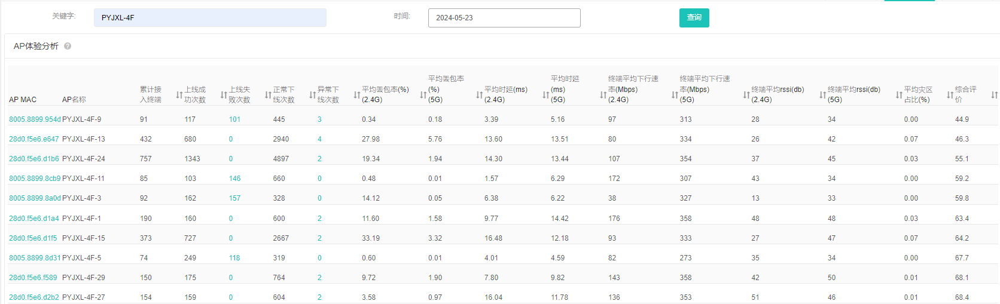 关键字: PYJXL-4F 时间: 2024-05-23 查询
AP体验分析 ?
AP MAC AP名称 累计接入终端 上线成功次数 上线失败次数 正常下线次数 异常下线次数 平均丢包率(%)(2.4G) 平均丢包率(%)(5G) 平均时延(ms)(2.4G) 平均时延(ms)(5G) 终端平均下行速率(Mbps)(2.4G) 终端平均下行速率(Mbps)(5G) 终端平均rssi(db)(2.4G) 终端平均rssi(db)(5G) 平均灾区占比(%) 综合评价
8005.8899.954d PYJXL-4F-9 91 117 101 445 3 0.34 0.18 3.39 5.16 97 313 28 34 0.00 44.9
28d0.f5e6.e647 PYJXL-4F-13 432 680 0 2940 4 27.98 5.76 13.60 13.51 80 334 26 42 0.07 46.3
28d0.f5e6.d1b6 PYJXL-4F-24 757 1343 0 4897 2 19.34 1.94 14.30 13.44 107 354 37 45 0.03 55.1
8005.8899.8cb9 PYJXL-4F-11 85 103 146 660 0 0.48 0.01 1.57 6.29 172 307 43 34 0.00 59.2
8005.8899.8a0d PYJXL-4F-3 92 162 157 328 0 14.12 0.05 6.38 6.22 38 327 13 33 0.00 59.8
28d0.f5e6.d1a4 PYJXL-4F-1 190 160 0 600 2 11.60 1.58 9.77 14.42 176 358 48 48 0.03 63.4
28d0.f5e6.d1f5 PYJXL-4F-15 373 727 0 2667 2 33.19 3.32 16.48 12.18 93 333 27 47 0.07 64.2
8005.8899.8d31 PYJXL-4F-5 74 249 118 319 0 0.60 0.01 4.01 4.59 82 273 35 34 0.00 67.7
28d0.f5e6.f589 PYJXL-4F-29 150 175 0 764 2 9.72 1.90 7.80 9.82 143 358 42 50 0.01 68.1
28d0.f5e6.d2b2 PYJXL-4F-27 154 159 0 604 2 3.58 0.97 16.04 11.78 136 353 51 46 0.01 68.4